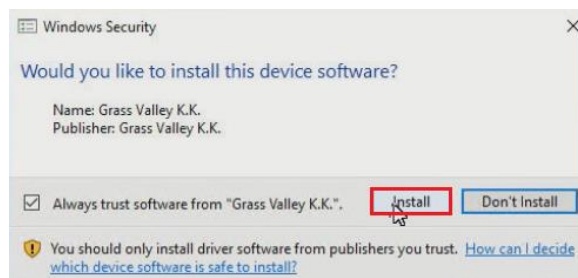 Windows Security
Would you like to install this device software?
Name: Grass Valley K.K.
Publisher: Grass Valley K.K.
Always trust software from "Grass Valley K.K.". Install Don't Install
You should only install driver software from publishers you trust. How can I decide
which device software is safe to install?